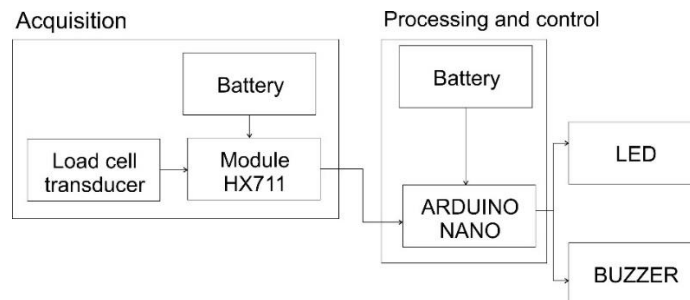 Acquisition
Processing and control
Battery
Battery
Load cell
transducer
Module
HX711
ARDUINO
NANO
LED
BUZZER